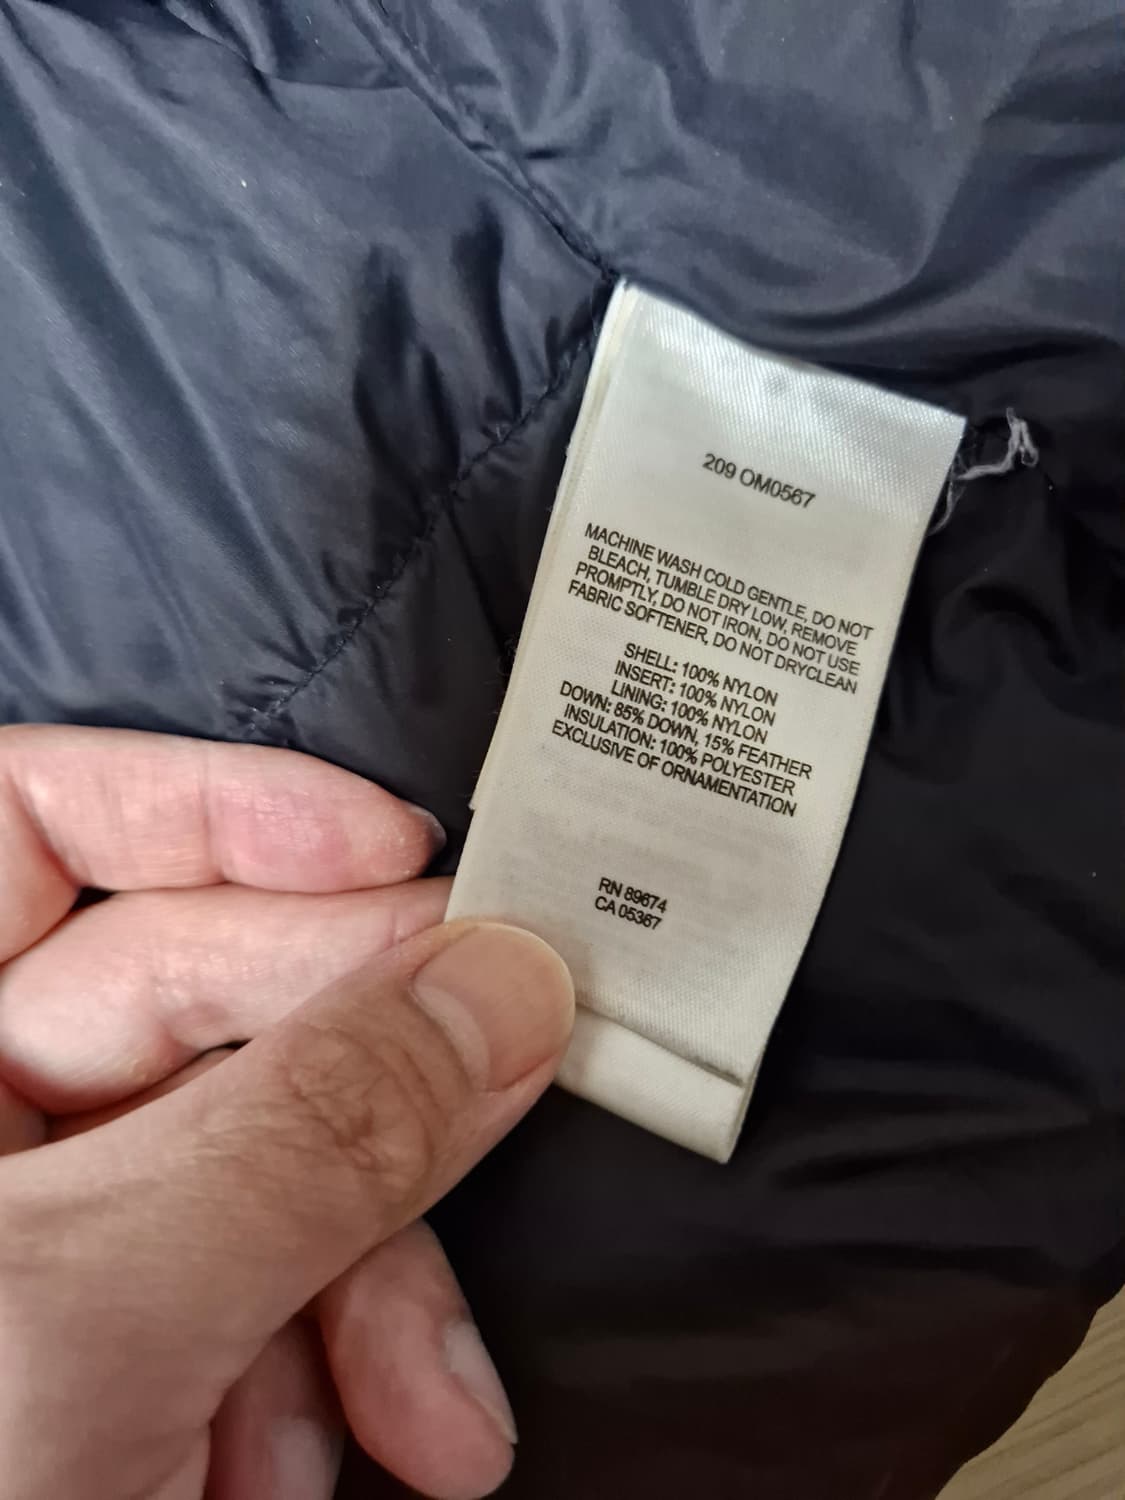 209 OM0567
MACHINE WASH COLD GENTLE, DO NOT
BLEACH, TUMBLE DRY LOW, REMOVE
PROMPTLY, DO NOT IRON, DO NOT USE
FABRIC SOFTENER, DO NOT DRYCLEAN
SHELL: 100% NYLON
INSERT: 100% NYLON
LINING: 100% NYLON
DOWN: 85% DOWN, 15% FEATHER
INSULATION: 100% POLYESTER
EXCLUSIVE OF ORNAMENTATION
RN 89674
CA 05367